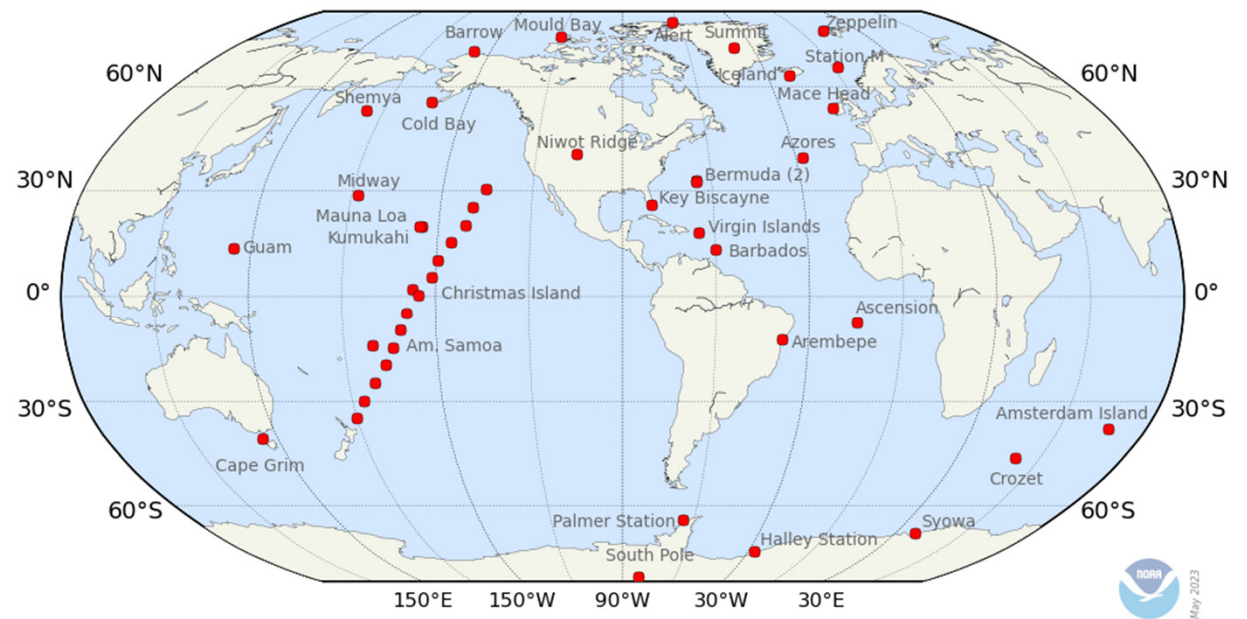 Mould Bay
Zeppelin
Barrow
Alert
Summit
Station M
60°N
60°N
Iceland
Shemya
Mace Head
Cold Bay
Niwot Ridge
Azores
30°N
Midway
Bermuda (2)
30°N
Key Biscayne
Mauna Loa
Kumukahi
Virgin Islands
Guam
Barbados
0°
Christmas Island
0°
Ascension
Am. Samoa
Arembepe
30°S
Amsterdam Island
30°S
Cape Grim
Crozet
60°S
Palmer Station
Syowa
60°S
Halley Station
South Pole
NOAA
May 2023
150°E
150°W
90°W
30°W
30°E